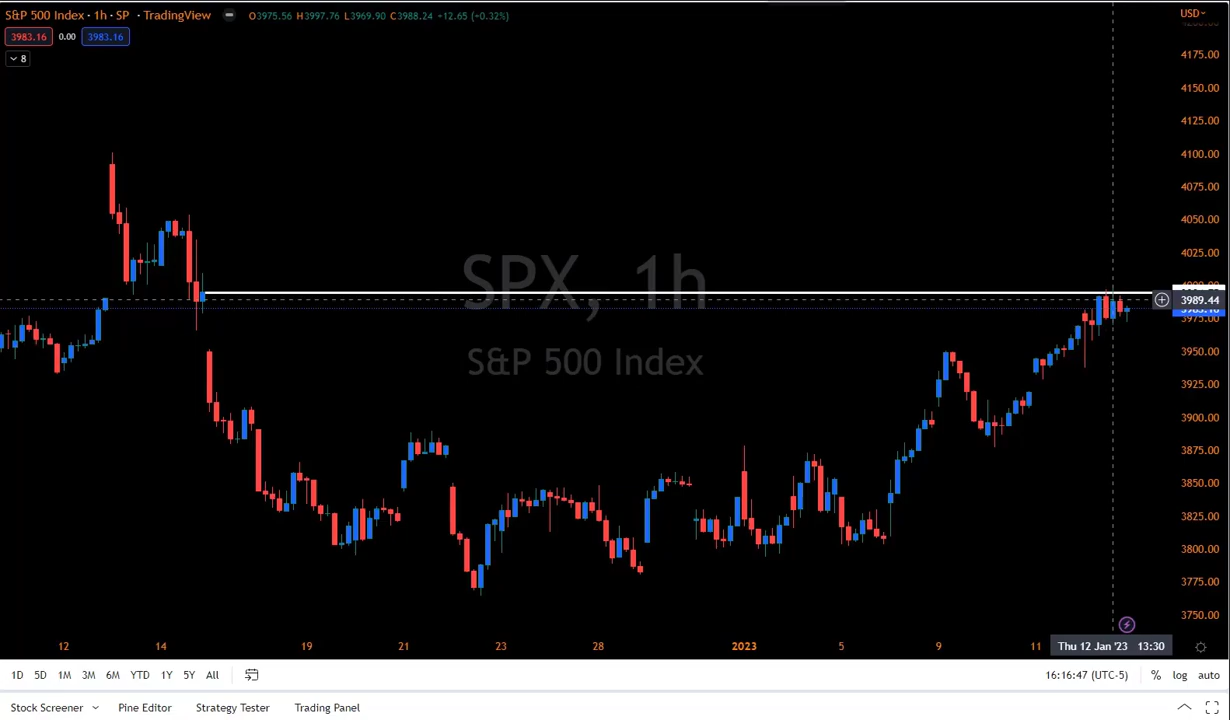 S&P 500 Index · 1h · SP · TradingView O3975.56 H3997.76 L3969.90 C3988.24 +12.65 (+0.32%)
USD
3983.16 0.00 3983.16
8
4175.00
4150.00
4125.00
4100.00
4075.00
4050.00
4025.00
SPX, 1h
S&P 500 Index
3989.44
3975.00
3950.00
3925.00
3900.00
3875.00
3850.00
3825.00
3800.00
3775.00
3750.00
12 14 19 21 23 28 2023 5 9 11 Thu 12 Jan '23 13:30
1D 5D 1M 3M 6M YTD 1Y 5Y All 16:16:47 (UTC-5) % log auto
Stock Screener Pine Editor Strategy Tester Trading Panel